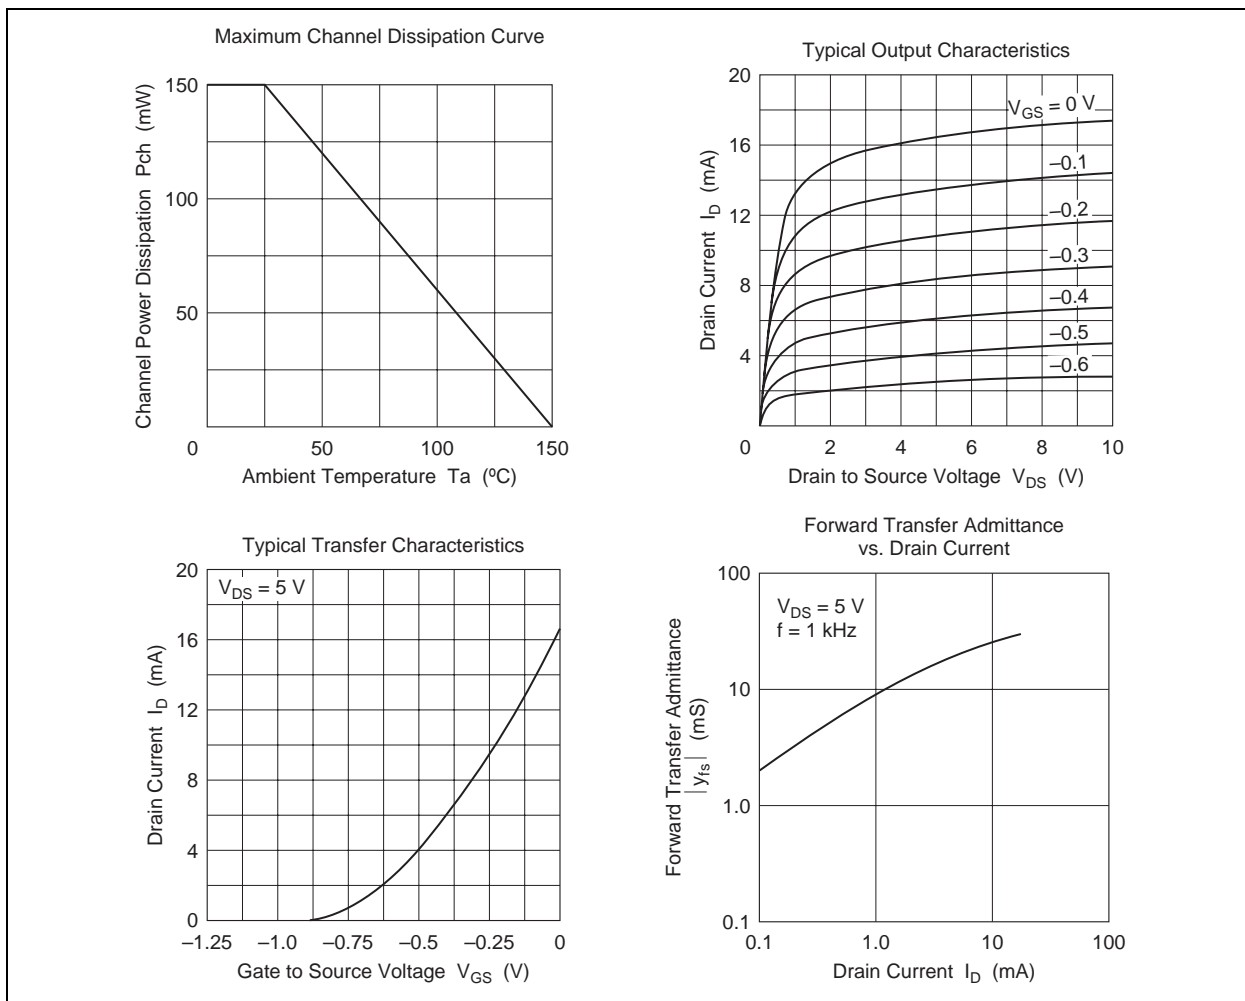 Maximum Channel Dissipation Curve
Channel Power Dissipation Pch (mW)
150
100
50
0
50
100
150
Ambient Temperature Ta (ºC)
Typical Output Characteristics
Drain Current I_D (mA)
20
16
12
8
4
0
2
4
6
8
10
V_GS = 0 V
–0.1
–0.2
–0.3
–0.4
–0.5
–0.6
Drain to Source Voltage V_DS (V)
Typical Transfer Characteristics
V_DS = 5 V
Drain Current I_D (mA)
20
16
12
8
4
0
–1.25
–1.0
–0.75
–0.5
–0.25
0
Gate to Source Voltage V_GS (V)
Forward Transfer Admittance
vs. Drain Current
Forward Transfer Admittance
|y_fs| (mS)
100
10
1.0
0.1
V_DS = 5 V
f = 1 kHz
0.1
1.0
10
100
Drain Current I_D (mA)